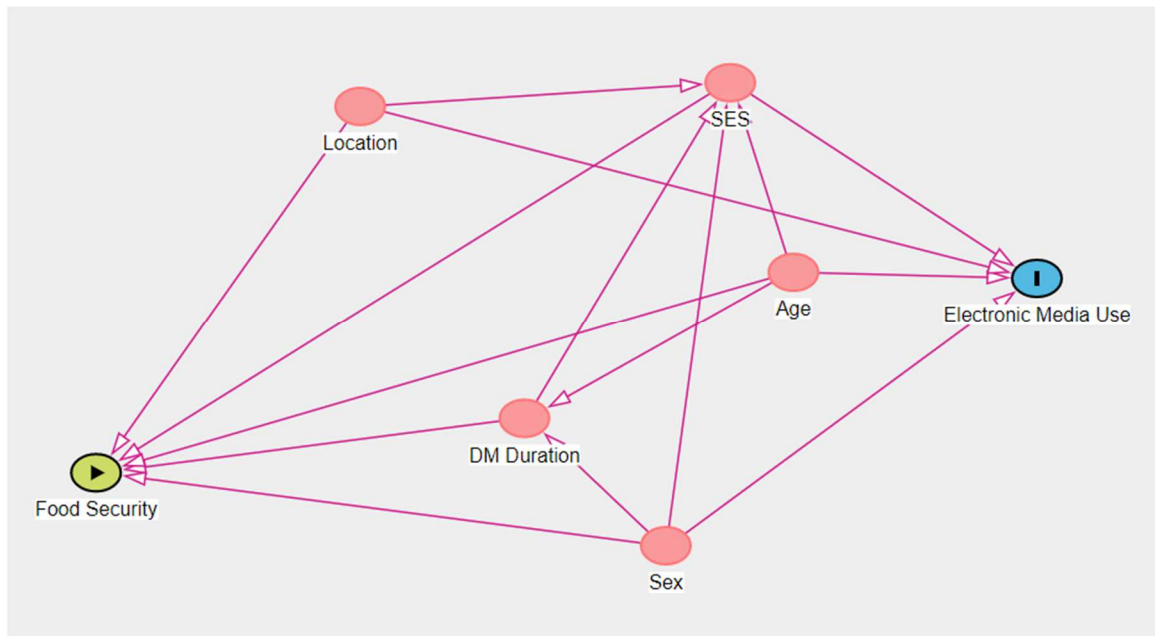 SES
Location
Age
Electronic Media Use
DM Duration
Food Security
Sex